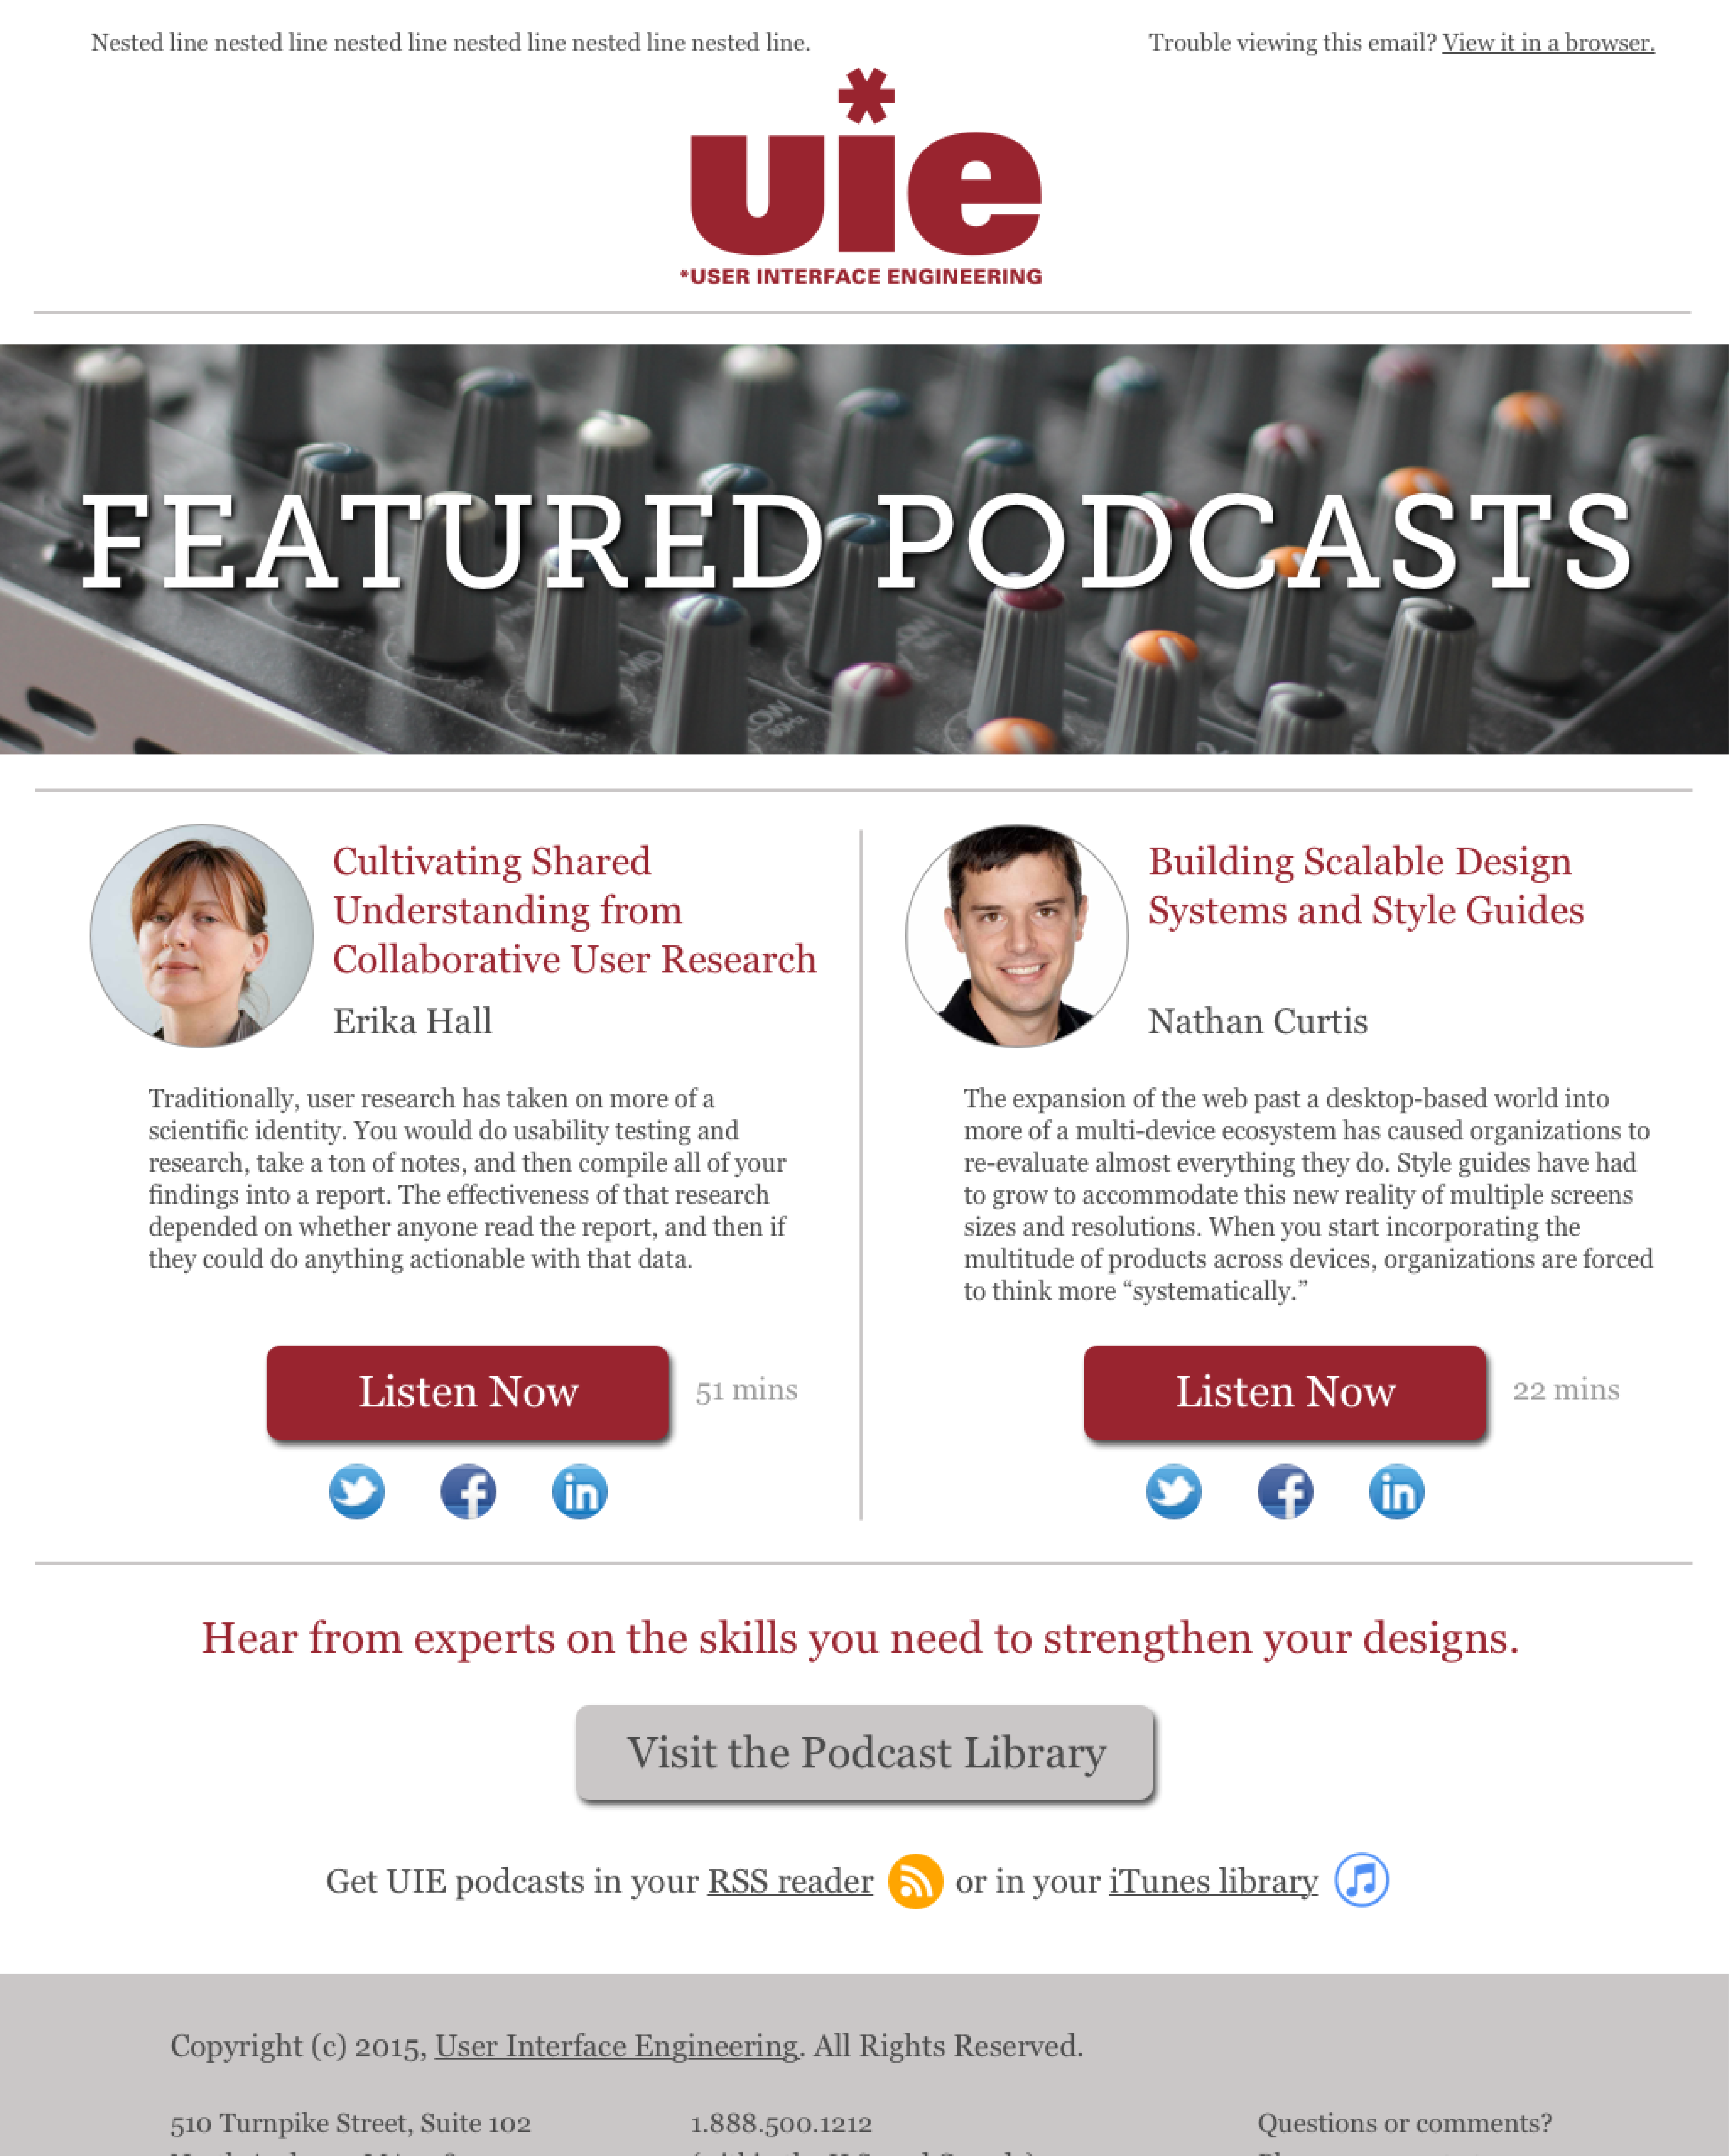 Nested line nested line nested line nested line nested line nested line.
Trouble viewing this email? View it in a browser.
uie
*USER INTERFACE ENGINEERING
FEATURED PODCASTS
MID
LOW
80Hz
Cultivating Shared
Understanding from
Collaborative User Research
Erika Hall
Traditionally, user research has taken on more of a
scientific identity. You would do usability testing and
research, take a ton of notes, and then compile all of your
findings into a report. The effectiveness of that research
depended on whether anyone read the report, and then if
they could do anything actionable with that data.
Listen Now
51 mins
f
in
Building Scalable Design
Systems and Style Guides
Nathan Curtis
The expansion of the web past a desktop-based world into
more of a multi-device ecosystem has caused organizations to
re-evaluate almost everything they do. Style guides have had
to grow to accommodate this new reality of multiple screens
sizes and resolutions. When you start incorporating the
multitude of products across devices, organizations are forced
to think more “systematically.”
Listen Now
22 mins
f
in
Hear from experts on the skills you need to strengthen your designs.
Visit the Podcast Library
Get UIE podcasts in your RSS reader or in your iTunes library
Copyright (c) 2015, User Interface Engineering. All Rights Reserved.
510 Turnpike Street, Suite 102
1.888.500.1212
Questions or comments?